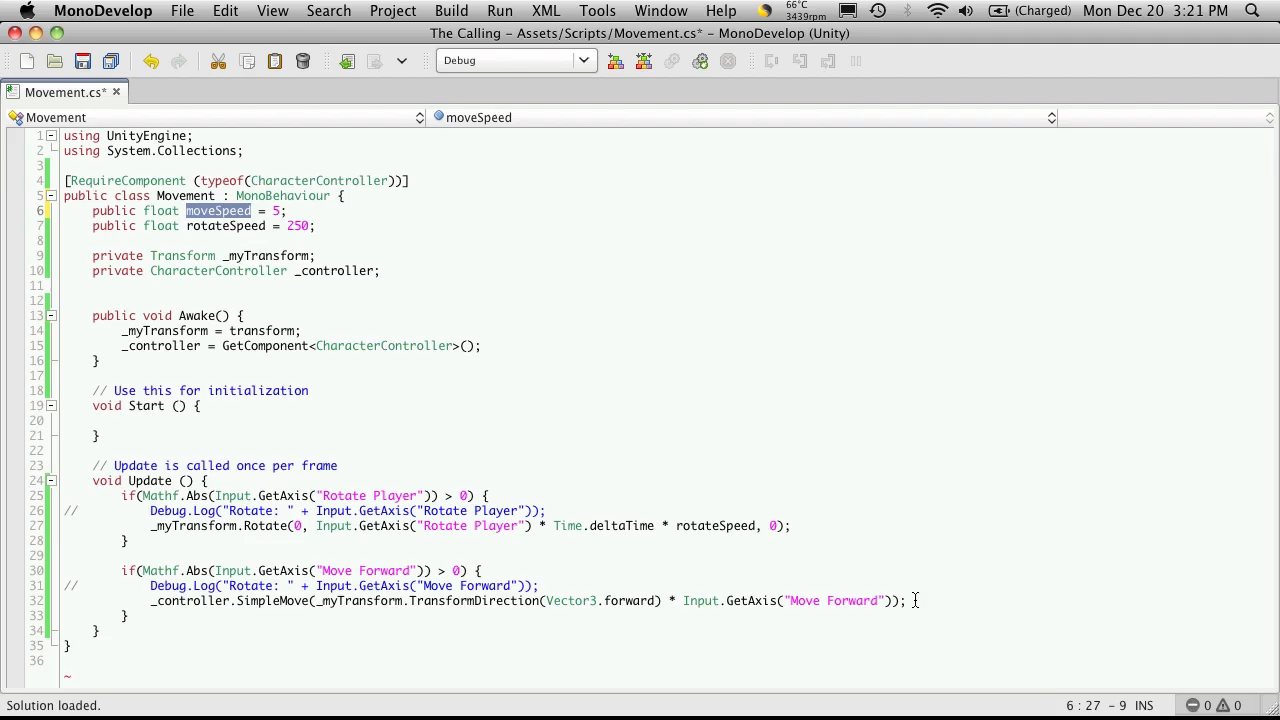 MonoDevelop File Edit View Search Project Build Run XML Tools Window Help 66°C 3439rpm (Charged) Mon Dec 20 3:21 PM
The Calling – Assets/Scripts/Movement.cs* – MonoDevelop (Unity)
Debug
Movement.cs*
Movement moveSpeed
1 using UnityEngine;
2 using System.Collections;
3
4 [RequireComponent (typeof(CharacterController))]
5 public class Movement : MonoBehaviour {
6 public float moveSpeed = 5;
7 public float rotateSpeed = 250;
8
9 private Transform _myTransform;
10 private CharacterController _controller;
11
12
13 public void Awake() {
14 _myTransform = transform;
15 _controller = GetComponent<CharacterController>();
16 }
17
18 // Use this for initialization
19 void Start () {
20
21 }
22
23 // Update is called once per frame
24 void Update () {
25 if(Mathf.Abs(Input.GetAxis("Rotate Player")) > 0) {
26 // Debug.Log("Rotate: " + Input.GetAxis("Rotate Player"));
27 _myTransform.Rotate(0, Input.GetAxis("Rotate Player") * Time.deltaTime * rotateSpeed, 0);
28 }
29
30 if(Mathf.Abs(Input.GetAxis("Move Forward")) > 0) {
31 // Debug.Log("Rotate: " + Input.GetAxis("Move Forward"));
32 _controller.SimpleMove(_myTransform.TransformDirection(Vector3.forward) * Input.GetAxis("Move Forward"));
33 }
34 }
35 }
36
~
Solution loaded. 6 : 27 - 9 INS 0 0